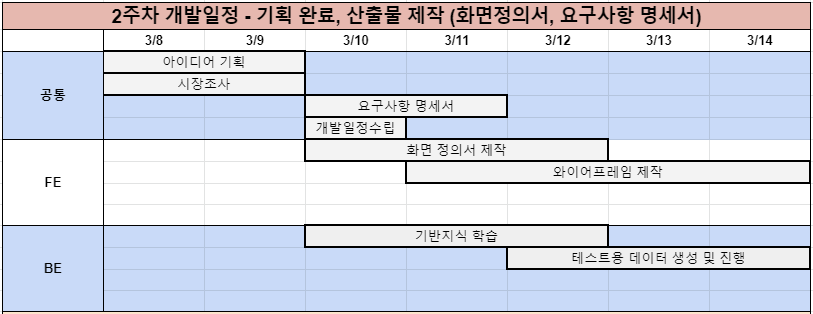 2주차 개발일정 - 기획 완료, 산출물 제작 (화면정의서, 요구사항 명세서)
3/8 3/9 3/10 3/11 3/12 3/13 3/14
공통
아이디어 기획
시장조사
요구사항 명세서
개발일정수립
FE
화면 정의서 제작
와이어프레임 제작
BE
기반지식 학습
테스트용 데이터 생성 및 진행